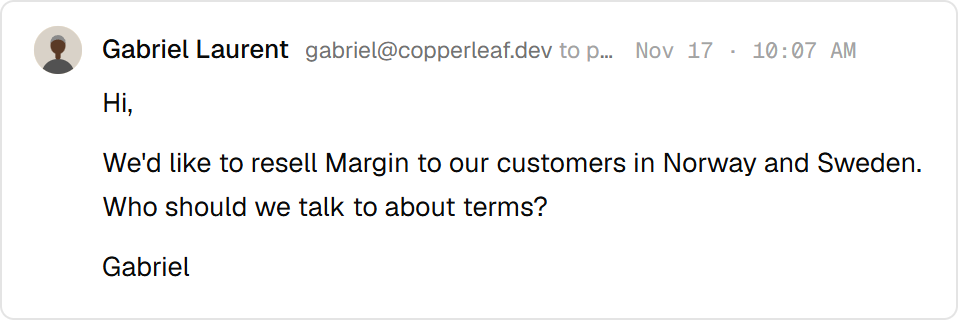 Gabriel Laurent gabriel@copperleaf.dev to p... Nov 17 · 10:07 AM
Hi,
We'd like to resell Margin to our customers in Norway and Sweden.
Who should we talk to about terms?
Gabriel